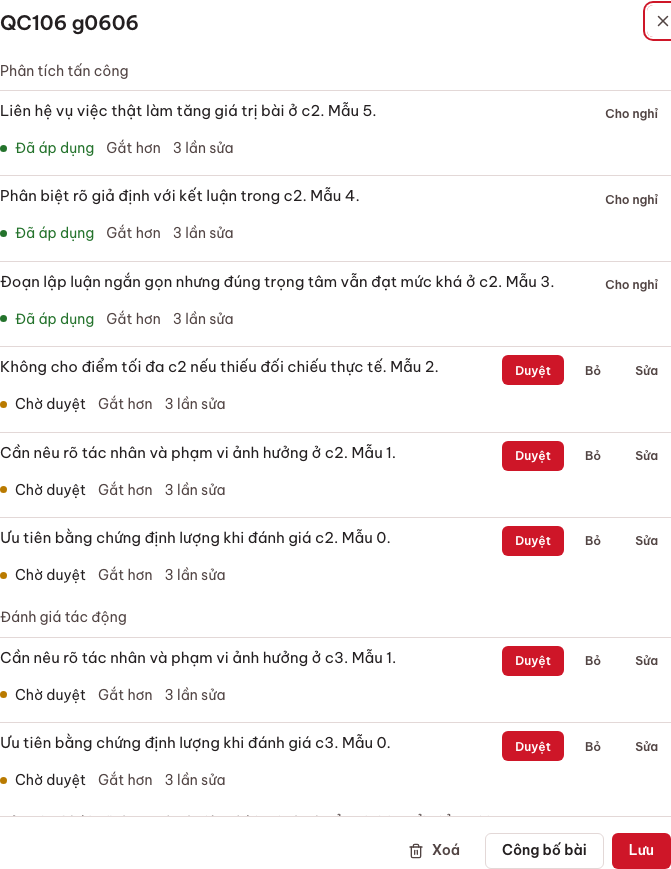 QC106 g0606
Phân tích tấn công
Liên hệ vụ việc thật làm tăng giá trị bài ở c2. Mẫu 5.
Cho nghỉ
Đã áp dụng Gắt hơn 3 lần sửa
Phân biệt rõ giả định với kết luận trong c2. Mẫu 4.
Cho nghỉ
Đã áp dụng Gắt hơn 3 lần sửa
Đoạn lập luận ngắn gọn nhưng đúng trọng tâm vẫn đạt mức khá ở c2. Mẫu 3.
Cho nghỉ
Đã áp dụng Gắt hơn 3 lần sửa
Không cho điểm tối đa c2 nếu thiếu đối chiếu thực tế. Mẫu 2.
Duyệt Bỏ Sửa
Chờ duyệt Gắt hơn 3 lần sửa
Cần nêu rõ tác nhân và phạm vi ảnh hưởng ở c2. Mẫu 1.
Duyệt Bỏ Sửa
Chờ duyệt Gắt hơn 3 lần sửa
Ưu tiên bằng chứng định lượng khi đánh giá c2. Mẫu 0.
Duyệt Bỏ Sửa
Chờ duyệt Gắt hơn 3 lần sửa
Đánh giá tác động
Cần nêu rõ tác nhân và phạm vi ảnh hưởng ở c3. Mẫu 1.
Duyệt Bỏ Sửa
Chờ duyệt Gắt hơn 3 lần sửa
Ưu tiên bằng chứng định lượng khi đánh giá c3. Mẫu 0.
Duyệt Bỏ Sửa
Chờ duyệt Gắt hơn 3 lần sửa
Xoá Công bố bài Lưu